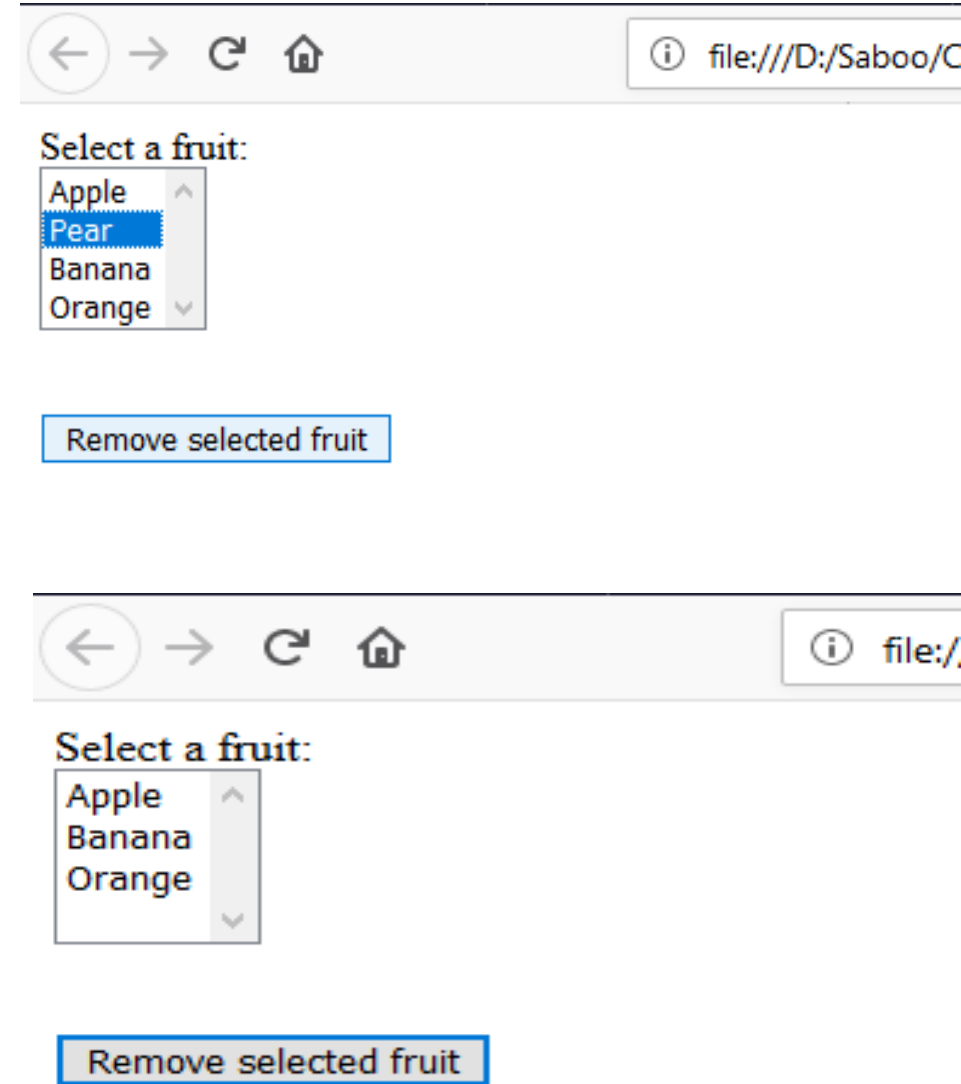 file:///D:/Saboo/C
Select a fruit:
Apple
Pear
Banana
Orange
Remove selected fruit
file:/
Select a fruit:
Apple
Banana
Orange
Remove selected fruit